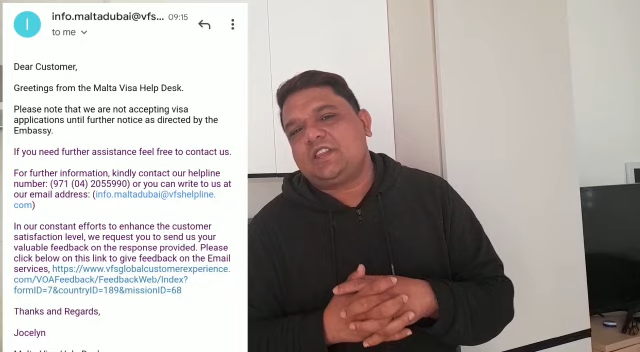 I
info.maltadubai@vfs... 09:15
to me
Dear Customer,
Greetings from the Malta Visa Help Desk.
Please note that we are not accepting visa
applications until further notice as directed by the
Embassy.
If you need further assistance feel free to contact us.
For further information, kindly contact our helpline
number: (971 (04) 2055990) or you can write to us at
our email address: (info.maltadubai@vfshelpline.
com)
In our constant efforts to enhance the customer
satisfaction level, we request you to send us your
valuable feedback on the response provided. Please
click below on this link to give feedback on the Email
services, https://www.vfsglobalcustomerexperience.
com/VOAFeedback/FeedbackWeb/Index?
formID=7&countryID=189&missionID=68
Thanks and Regards,
Jocelyn